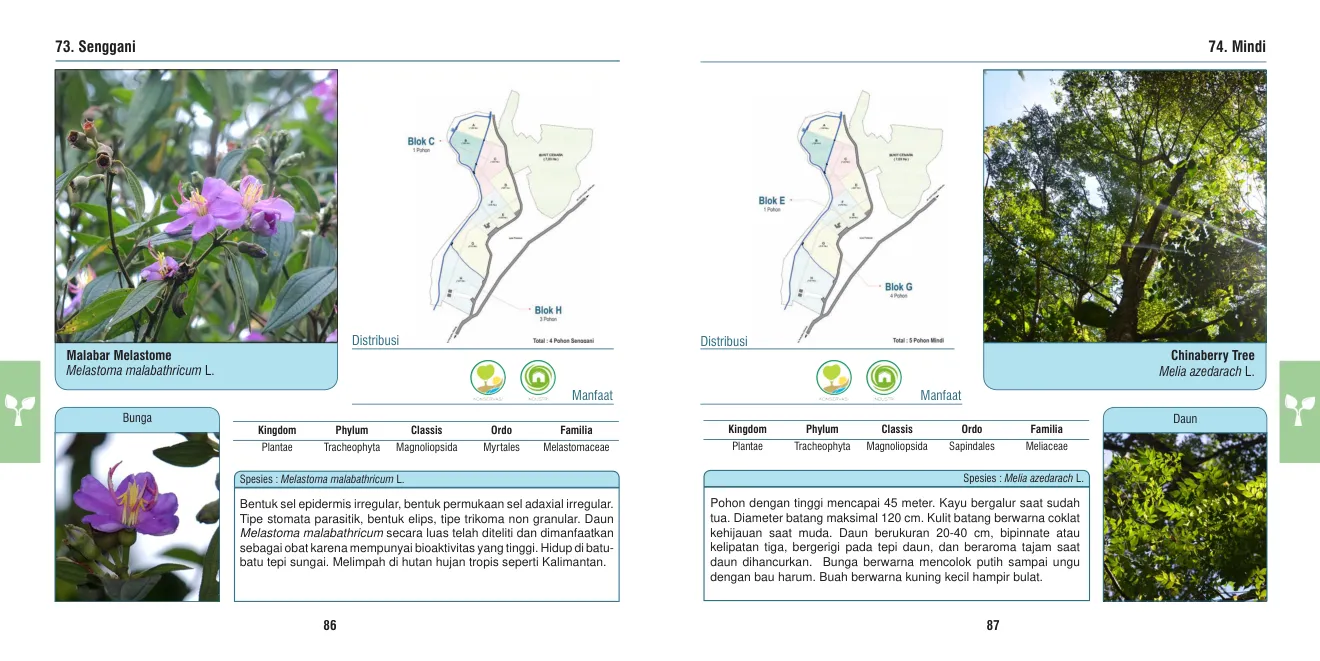 73. Senggani
Blok C
1 Pohon
Blok H
3 Pohon
Distribusi
Total : 4 Pohon Senggani
Malabar Melastome
Melastoma malabathricum L.
KONSERVASI
Manfaat
Bunga
Kingdom Phylum Classis Ordo Familia
Plantae Tracheophyta Magnoliopsida Myrtales Melastomaceae
Spesies : Melastoma malabathricum L.
Bentuk sel epidermis irregular, bentuk permukaan sel adaxial irregular.
Tipe stomata parasitik, bentuk elips, tipe trikoma non granular. Daun
Melastoma malabathricum secara luas telah diteliti dan dimanfaatkan
sebagai obat karena mempunyai bioaktivitas yang tinggi. Hidup di batu-
batu tepi sungai. Melimpah di hutan hujan tropis seperti Kalimantan.
86
74. Mindi
Blok E
1 Pohon
Blok G
4 Pohon
Distribusi
Total : 5 Pohon Mindi
Chinaberry Tree
Melia azedarach L.
KONSERVASI
Manfaat
Daun
Kingdom Phylum Classis Ordo Familia
Plantae Tracheophyta Magnoliopsida Sapindales Meliaceae
Spesies : Melia azedarach L.
Pohon dengan tinggi mencapai 45 meter. Kayu bergalur saat sudah
tua. Diameter batang maksimal 120 cm. Kulit batang berwarna coklat
kehijauan saat muda. Daun berukuran 20-40 cm, bipinnate atau
kelipatan tiga, bergerigi pada tepi daun, dan beraroma tajam saat
daun dihancurkan. Bunga berwarna mencolok putih sampai ungu
dengan bau harum. Buah berwarna kuning kecil hampir bulat.
87